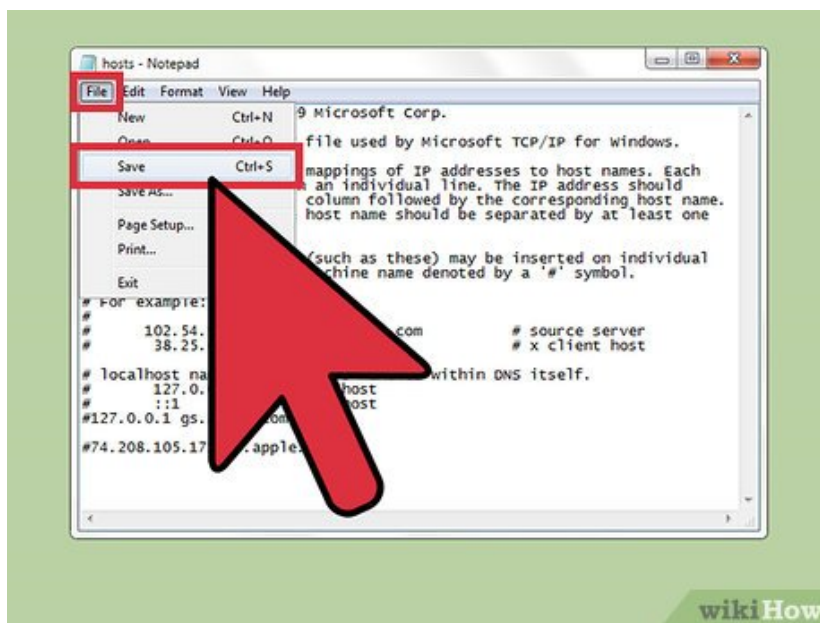 hosts - Notepad
File Edit Format View Help
New Ctrl+N
Save Ctrl+S
Save As...
Page Setup...
Print...
Exit
9 Microsoft Corp.
file used by Microsoft TCP/IP for Windows.
mappings of IP addresses to host names. Each
an individual line. The IP address should
column followed by the corresponding host name.
host name should be separated by at least one
(such as these) may be inserted on individual
name denoted by a '#' symbol.
# For example:
#
# 102.54. com # source server
# 38.25. # x client host
# localhost within DNS itself.
# 127.0.
# ::1
#127.0.0.1 gs.
#74.208.105.17 .appl
wikiHow